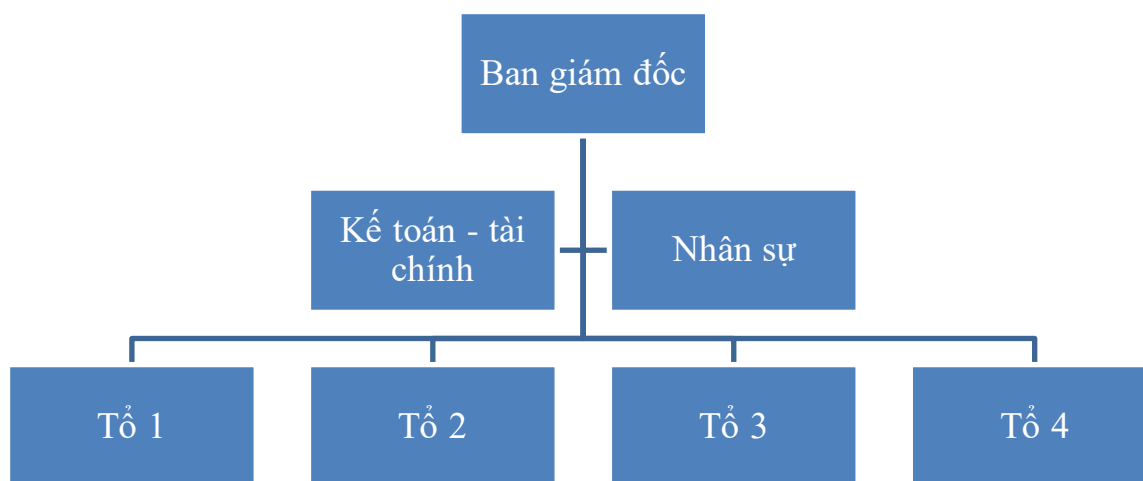 Ban giám đốc
Kế toán - tài
chính
Nhân sự
Tổ 1
Tổ 2
Tổ 3
Tổ 4